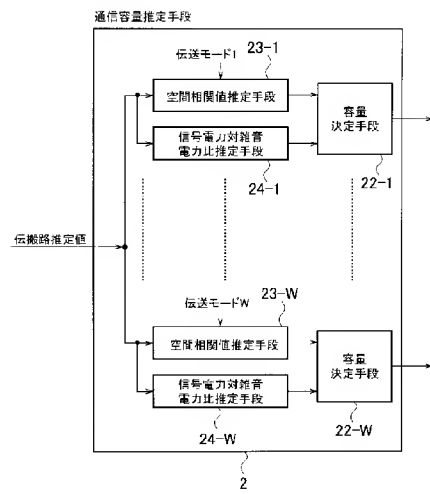 通信容量推定手段
伝送モード1
23-1
空間相関値推定手段
信号電力対雑音
電力比推定手段
24-1
容量
決定手段
22-1
伝搬路推定値
伝送モードW
23-W
空間相関値推定手段
信号電力対雑音
電力比推定手段
24-W
容量
決定手段
22-W
2